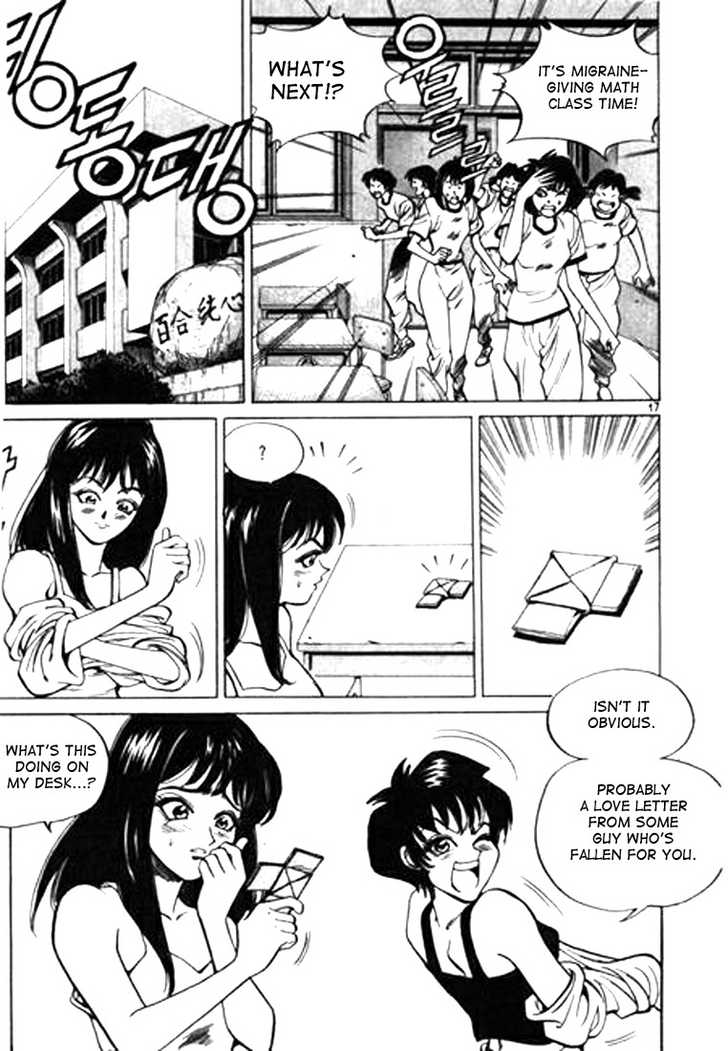 딩동댕
百合純心
WHAT'S
NEXT!?
우르르르
IT'S MIGRAINE-
GIVING MATH
CLASS TIME!
17
?
WHAT'S THIS
DOING ON
MY DESK...?
ISN'T IT
OBVIOUS.
PROBABLY
A LOVE LETTER
FROM SOME
GUY WHO'S
FALLEN FOR YOU.